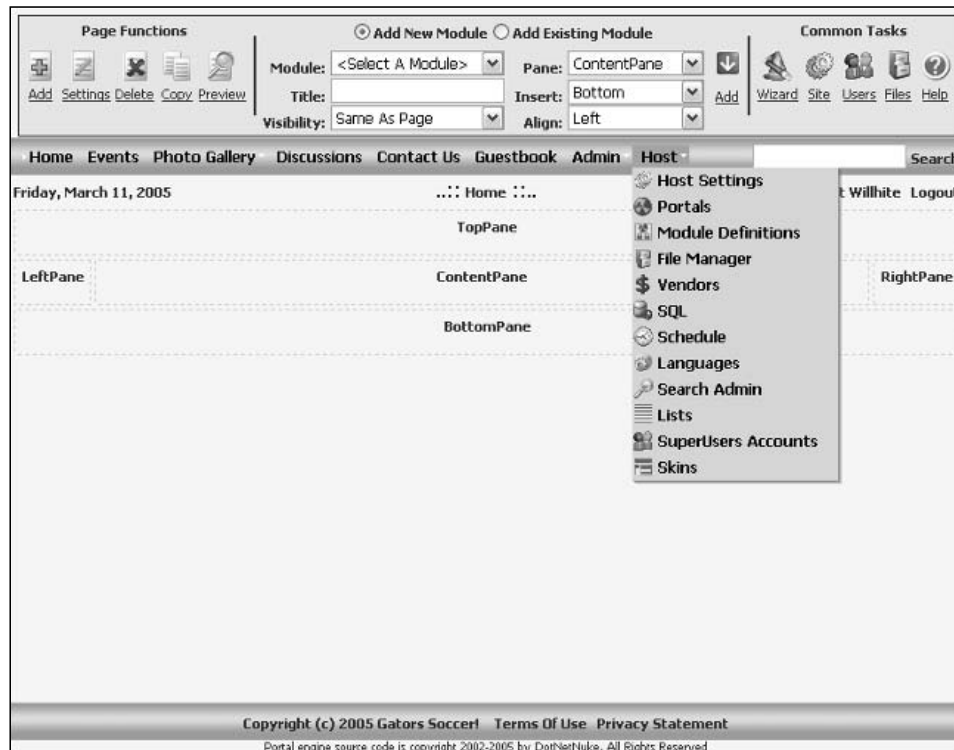 Page Functions
Add New Module Add Existing Module
Common Tasks
Module: <Select A Module> Pane: ContentPane
Title: Insert: Bottom
Visibility: Same As Page Align: Left
Add Settings Delete Copy Preview
Add
Wizard Site Users Files Help
Home Events Photo Gallery Discussions Contact Us Guestbook Admin Host Search
Friday, March 11, 2005 ..:: Home ::.. t Willhite Logout
Host Settings
Portals
Module Definitions
File Manager
Vendors
SQL
Schedule
Languages
Search Admin
Lists
SuperUsers Accounts
Skins
TopPane
LeftPane ContentPane RightPane
BottomPane
Copyright (c) 2005 Gators Soccer! Terms Of Use Privacy Statement
Portal engine source code is copyright 2002-2005 by DotNetNuke. All Rights Reserved